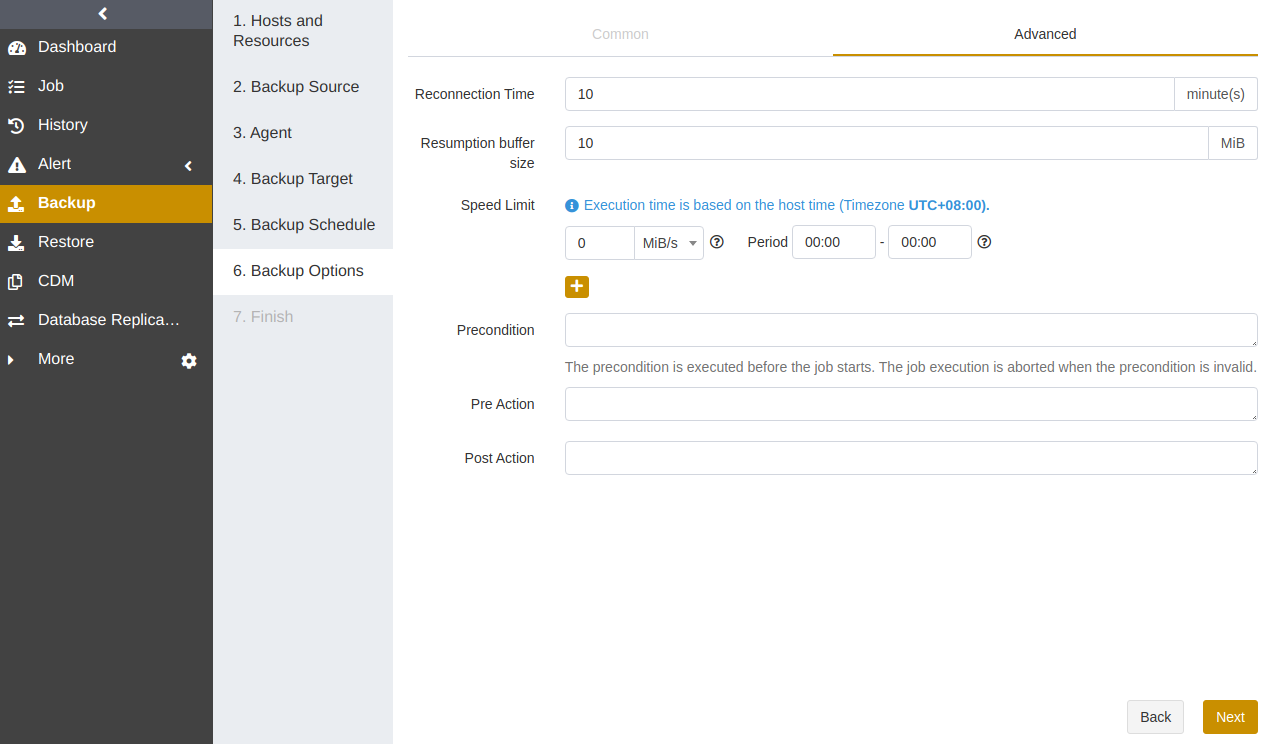 Dashboard
Job
History
Alert
Backup
Restore
CDM
Database Replica…
More
1. Hosts and
Resources
2. Backup Source
3. Agent
4. Backup Target
5. Backup Schedule
6. Backup Options
7. Finish
Common
Advanced
Reconnection Time
10
minute(s)
Resumption buffer
size
10
MiB
Speed Limit
Execution time is based on the host time (Timezone UTC+08:00).
0
MiB/s
Period
00:00
-
00:00
Precondition
The precondition is executed before the job starts. The job execution is aborted when the precondition is invalid.
Pre Action
Post Action
Back
Next